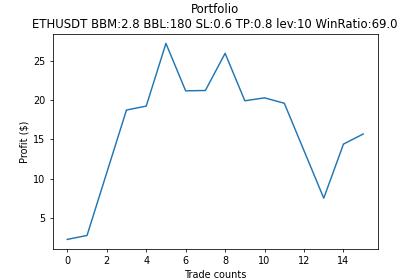 Portfolio
ETHUSDT BBM:2.8 BBL:180 SL:0.6 TP:0.8 lev:10 WinRatio:69.0
Profit ($)
25
20
15
10
5
0 2 4 6 8 10 12 14
Trade counts